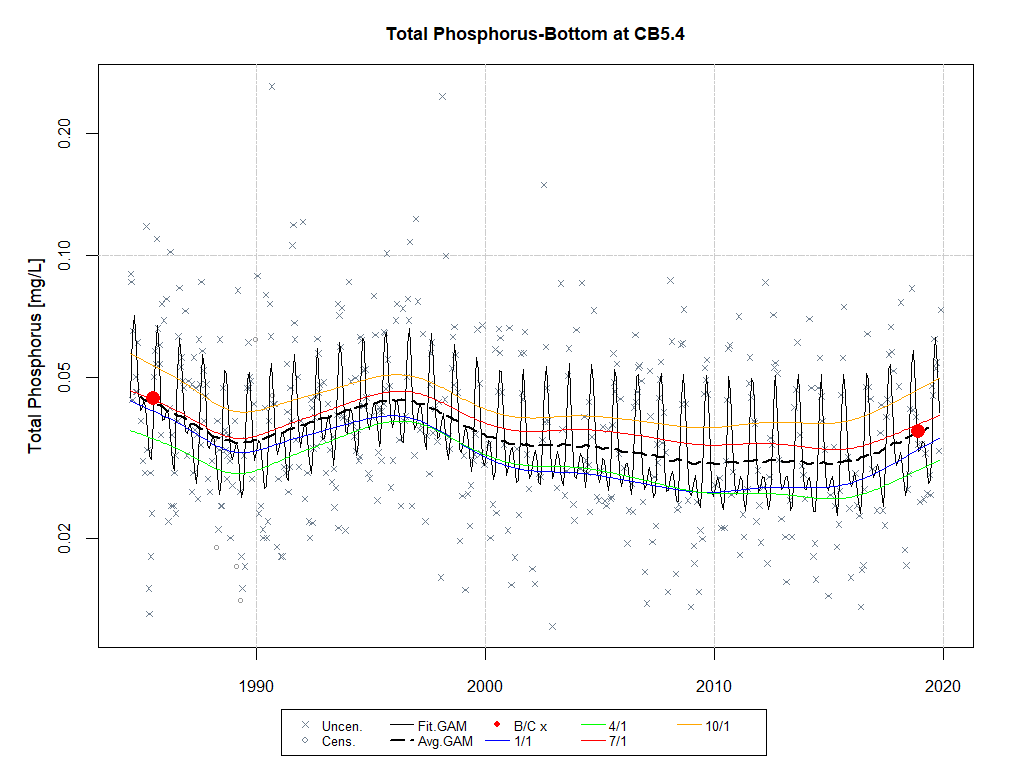 Total Phosphorus-Bottom at CB5.4
Total Phosphorus [mg/L]
0.20
0.10
0.05
0.02
1990 2000 2010 2020
Uncen. Fit.GAM B/C x 4/1 10/1
Cens. Avg.GAM 1/1 7/1